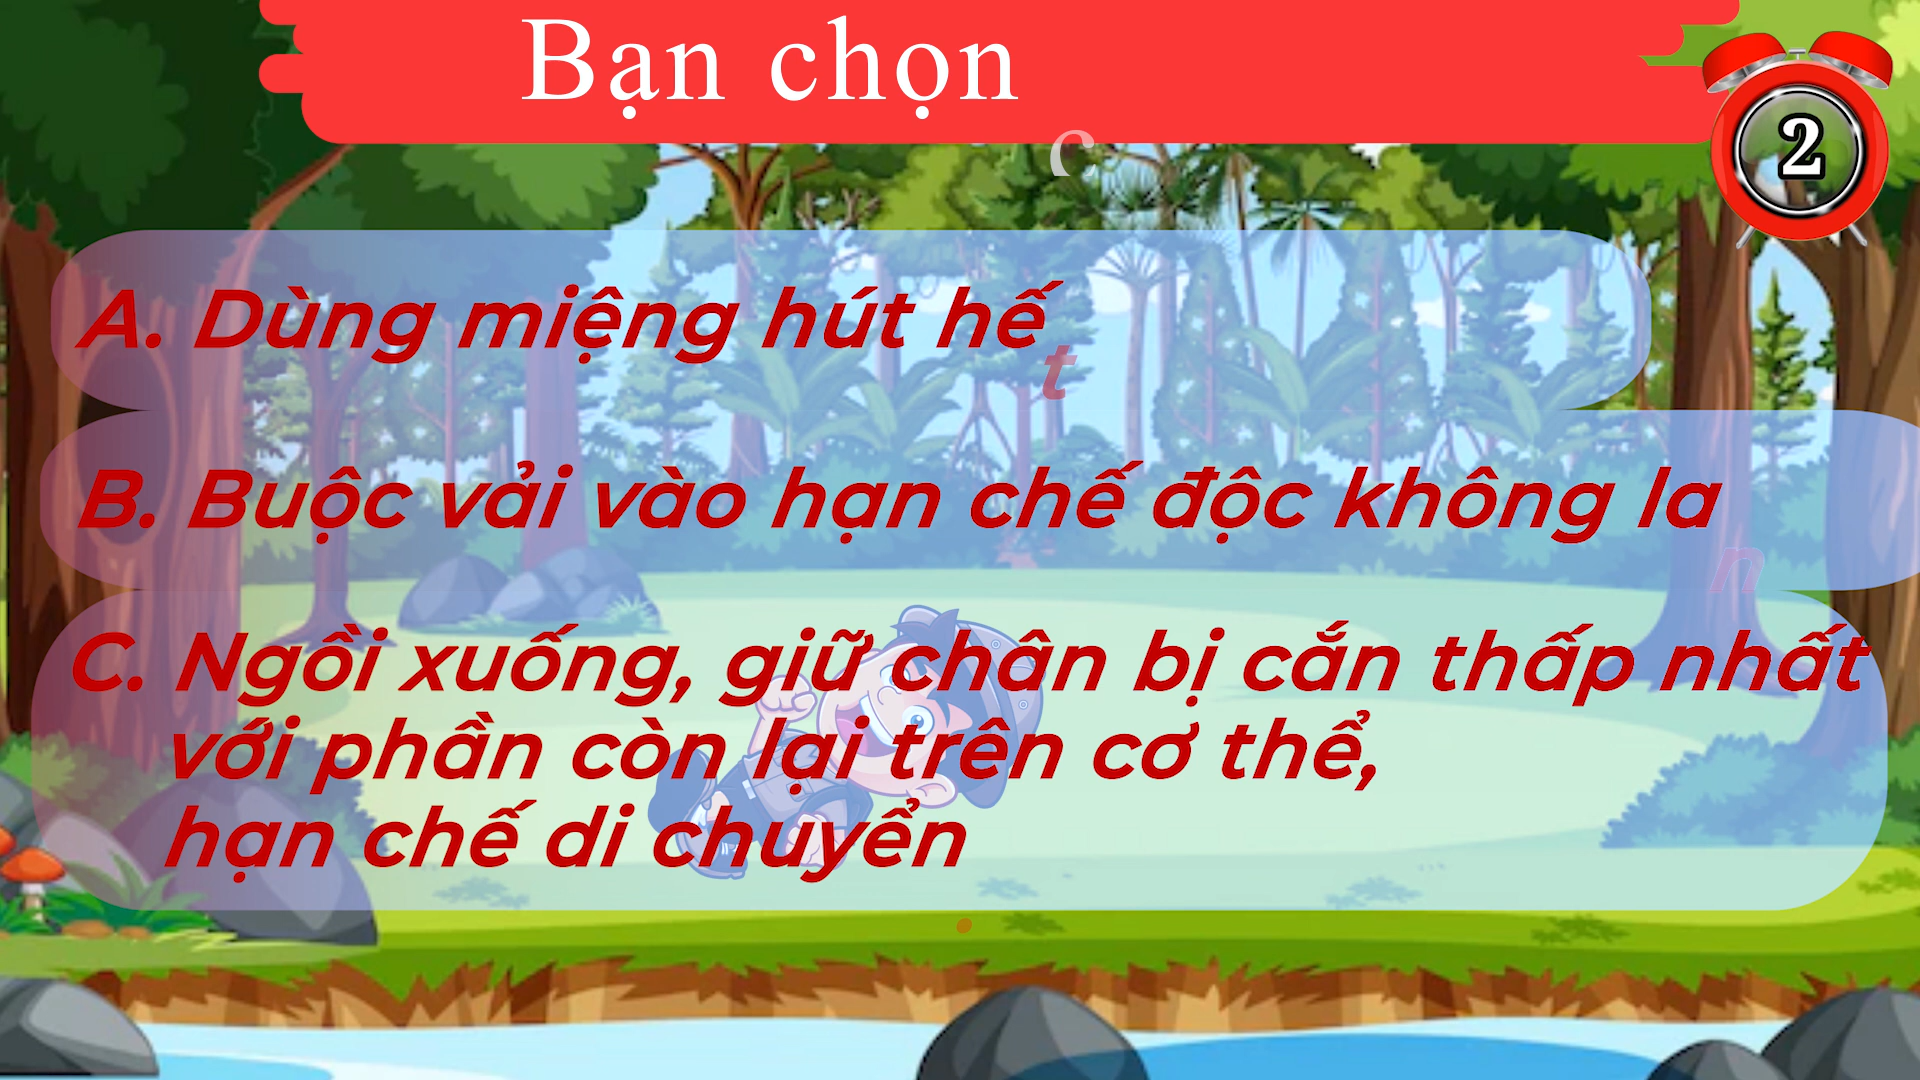 Bạn chọn c
2
A. Dùng miệng hút hết
B. Buộc vải vào hạn chế độc không lan
C. Ngồi xuống, giữ chân bị cắn thấp nhất
với phần còn lại trên cơ thể,
hạn chế di chuyển.